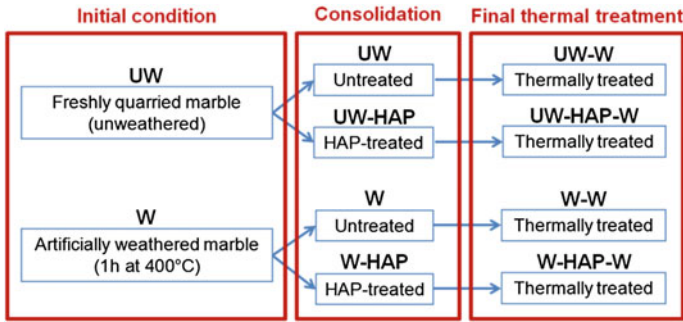 Initial condition
Consolidation
Final thermal treatment
UW
Freshly quarried marble
(unweathered)
UW
Untreated
UW-W
Thermally treated
UW-HAP
HAP-treated
UW-HAP-W
Thermally treated
W
Artificially weathered marble
(1h at 400°C)
W
Untreated
W-W
Thermally treated
W-HAP
HAP-treated
W-HAP-W
Thermally treated